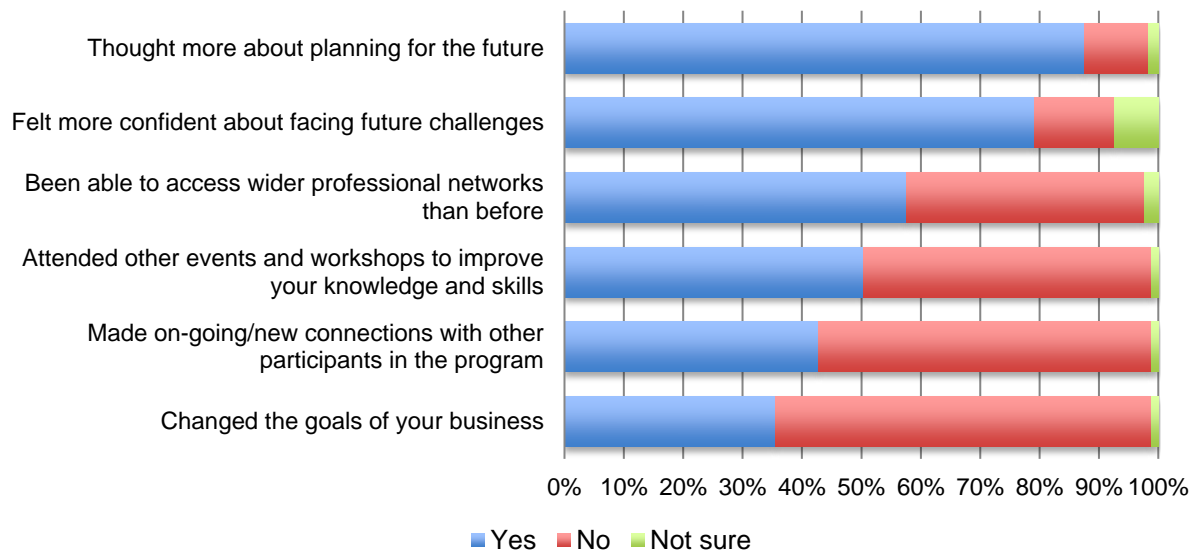 Thought more about planning for the future
Felt more confident about facing future challenges
Been able to access wider professional networks
than before
Attended other events and workshops to improve
your knowledge and skills
Made on-going/new connections with other
participants in the program
Changed the goals of your business
0% 10% 20% 30% 40% 50% 60% 70% 80% 90% 100%
Yes No Not sure